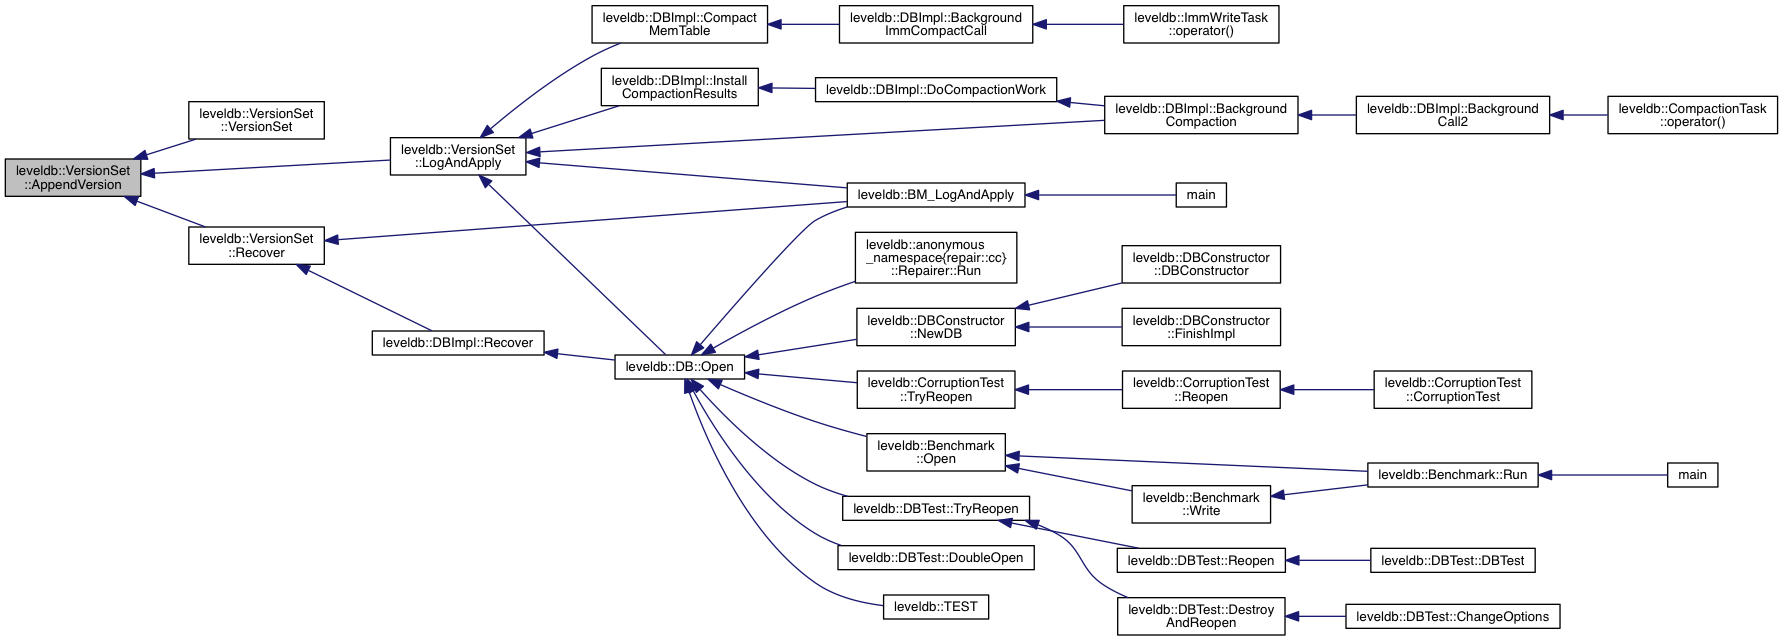 leveldb::DBImpl::Compact
MemTable
leveldb::DBImpl::Background
ImmCompactCall
leveldb::ImmWriteTask
::operator()
leveldb::DBImpl::Install
CompactionResults
leveldb::DBImpl::DoCompactionWork
leveldb::DBImpl::Background
Compaction
leveldb::DBImpl::Background
Call2
leveldb::CompactionTask
::operator()
leveldb::VersionSet
::VersionSet
leveldb::VersionSet
::LogAndApply
leveldb::VersionSet
::AppendVersion
leveldb::BM_LogAndApply
main
leveldb::VersionSet
::Recover
leveldb::anonymous
_namespace{repair::cc}
::Repairer::Run
leveldb::DBConstructor
::DBConstructor
leveldb::DBConstructor
::NewDB
leveldb::DBConstructor
::FinishImpl
leveldb::DBImpl::Recover
leveldb::DB::Open
leveldb::CorruptionTest
::TryReopen
leveldb::CorruptionTest
::Reopen
leveldb::CorruptionTest
::CorruptionTest
leveldb::Benchmark
::Open
leveldb::Benchmark::Run
main
leveldb::Benchmark
::Write
leveldb::DBTest::TryReopen
leveldb::DBTest::DoubleOpen
leveldb::DBTest::Reopen
leveldb::DBTest::DBTest
leveldb::TEST
leveldb::DBTest::Destroy
AndReopen
leveldb::DBTest::ChangeOptions